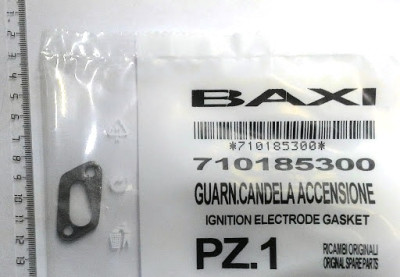 BAXI
*710185300*
710185300
GUARN.CANDELA ACCENSIONE
IGNITION ELECTRODE GASKET
PZ.1
RICAMBI ORIGINALI
ORIGINAL SPARE PARTS